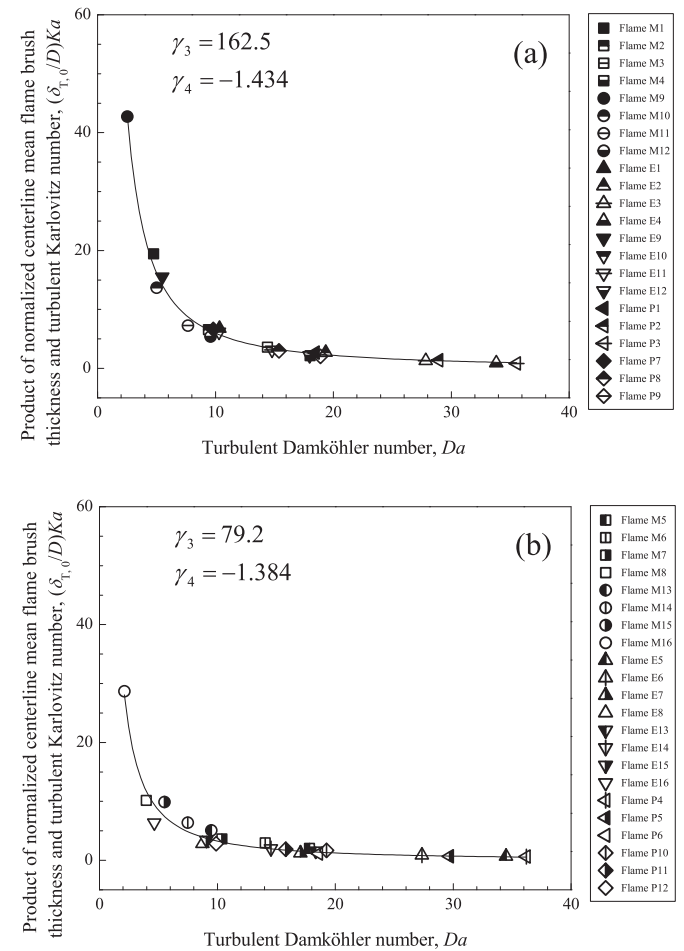 Product of normalized centerline mean flame brush
thickness and turbulent Karlovitz number, (δT,0/D)Ka
60
40
20
0
γ3 = 162.5
γ4 = −1.434
(a)
0
10
20
30
40
Turbulent Damköhler number, Da
Flame M1
Flame M2
Flame M3
Flame M4
Flame M9
Flame M10
Flame M11
Flame M12
Flame E1
Flame E2
Flame E3
Flame E4
Flame E9
Flame E10
Flame E11
Flame E12
Flame P1
Flame P2
Flame P3
Flame P7
Flame P8
Flame P9
Product of normalized centerline mean flame brush
thickness and turbulent Karlovitz number, (δT,0/D)Ka
60
40
20
0
γ3 = 79.2
γ4 = −1.384
(b)
0
10
20
30
40
Turbulent Damköhler number, Da
Flame M5
Flame M6
Flame M7
Flame M8
Flame M13
Flame M14
Flame M15
Flame M16
Flame E5
Flame E6
Flame E7
Flame E8
Flame E13
Flame E14
Flame E15
Flame E16
Flame P4
Flame P5
Flame P6
Flame P10
Flame P11
Flame P12